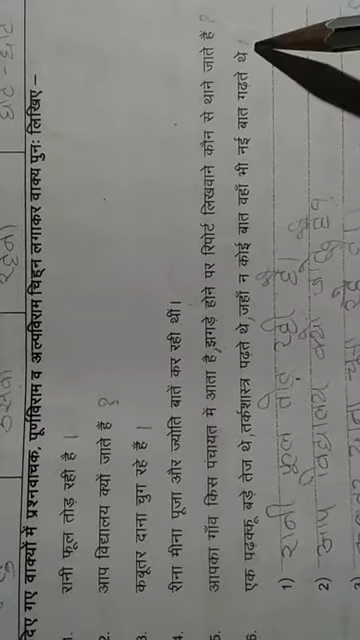 दिए गए वाक्यों में प्रश्नवाचक, पूर्णविराम व अल्पविराम चिह्न लगाकर वाक्य पुनः लिखिए –
1. रानी फूल तोड़ रही है |
2. आप विद्यालय क्यों जाते हैं ?
3. कबूतर दाना चुग रहे हैं |
4. रीना मीना पूजा और ज्योति बातें कर रही थीं।
5. आपका गाँव किस पंचायत में आता है, झगड़े होने पर रिपोर्ट लिखवाने कौन से थाने जाते हैं ?
6. एक पढ़क्कू बड़े तेज थे, तर्कशास्त्र पढ़ते थे, जहाँ न कोई बात वहाँ भी नई बात गढ़ते थे
1) रानी फूल तोड़ रही है।
2) आप विद्यालय क्यों जाते हैं?
3)